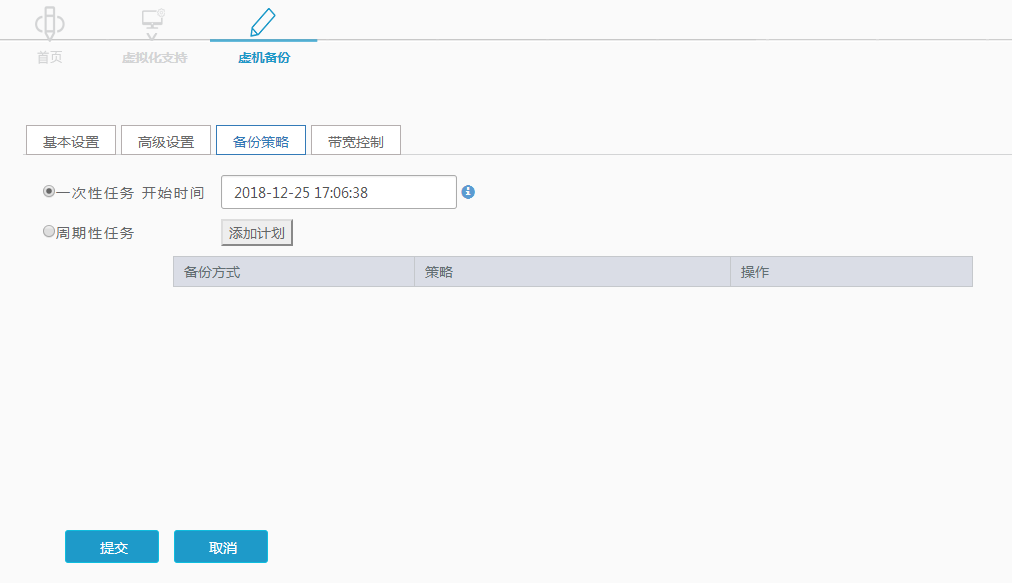 首页 虚拟化支持 虚机备份
基本设置 高级设置 备份策略 带宽控制
一次性任务 开始时间 2018-12-25 17:06:38
周期性任务 添加计划
备份方式 策略 操作
提交 取消